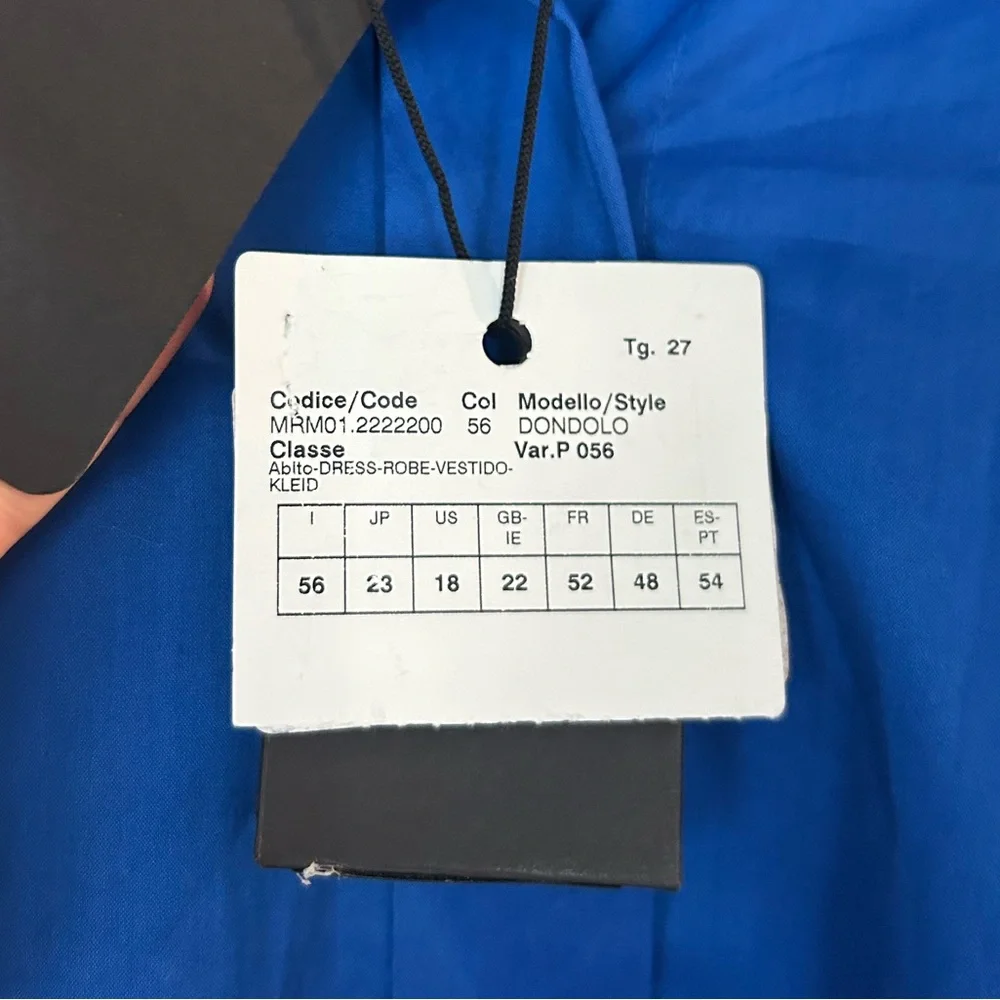 Tg. 27
Codice/Code Col Modello/Style
MRM01.2222200 56 DONDOLO
Classe Var.P 056
Abito-DRESS-ROBE-VESTIDO-
KLEID
I JP US GB-IE FR DE ES-PT
56 23 18 22 52 48 54